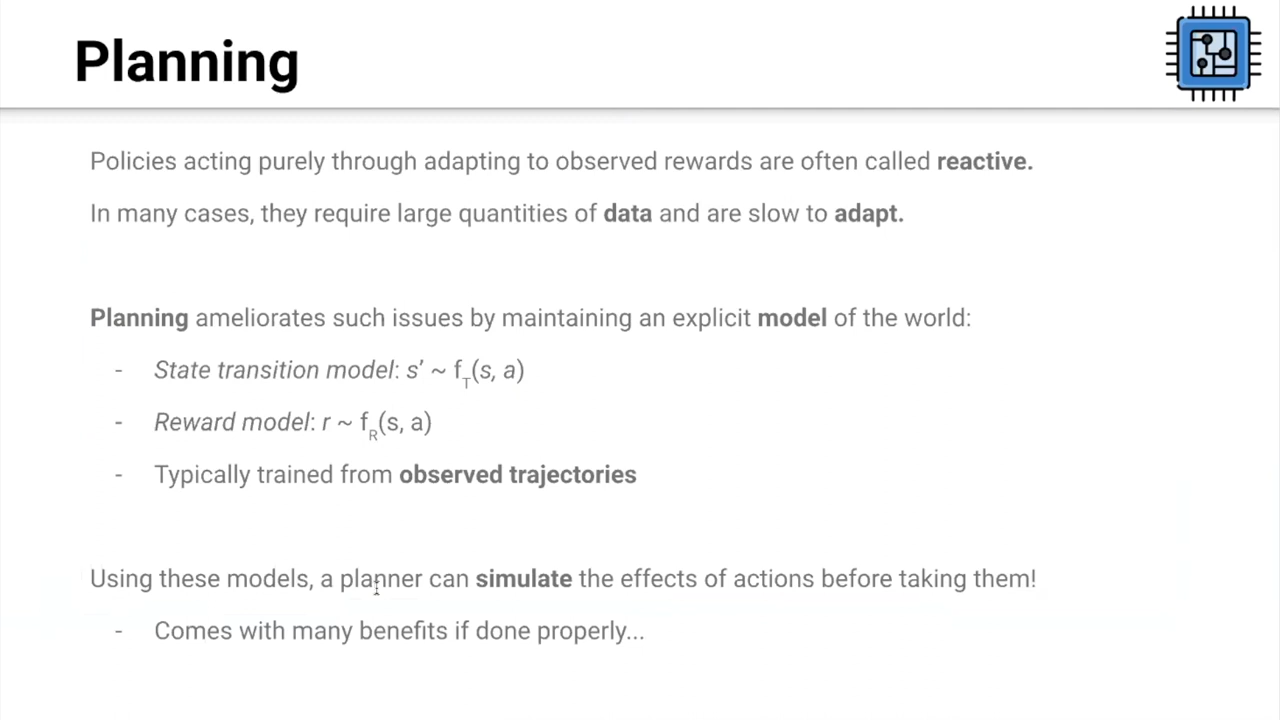 Planning
Policies acting purely through adapting to observed rewards are often called reactive.
In many cases, they require large quantities of data and are slow to adapt.
Planning ameliorates such issues by maintaining an explicit model of the world:
- State transition model: s’ ~ f_T(s, a)
- Reward model: r ~ f_R(s, a)
- Typically trained from observed trajectories
Using these models, a planner can simulate the effects of actions before taking them!
- Comes with many benefits if done properly...